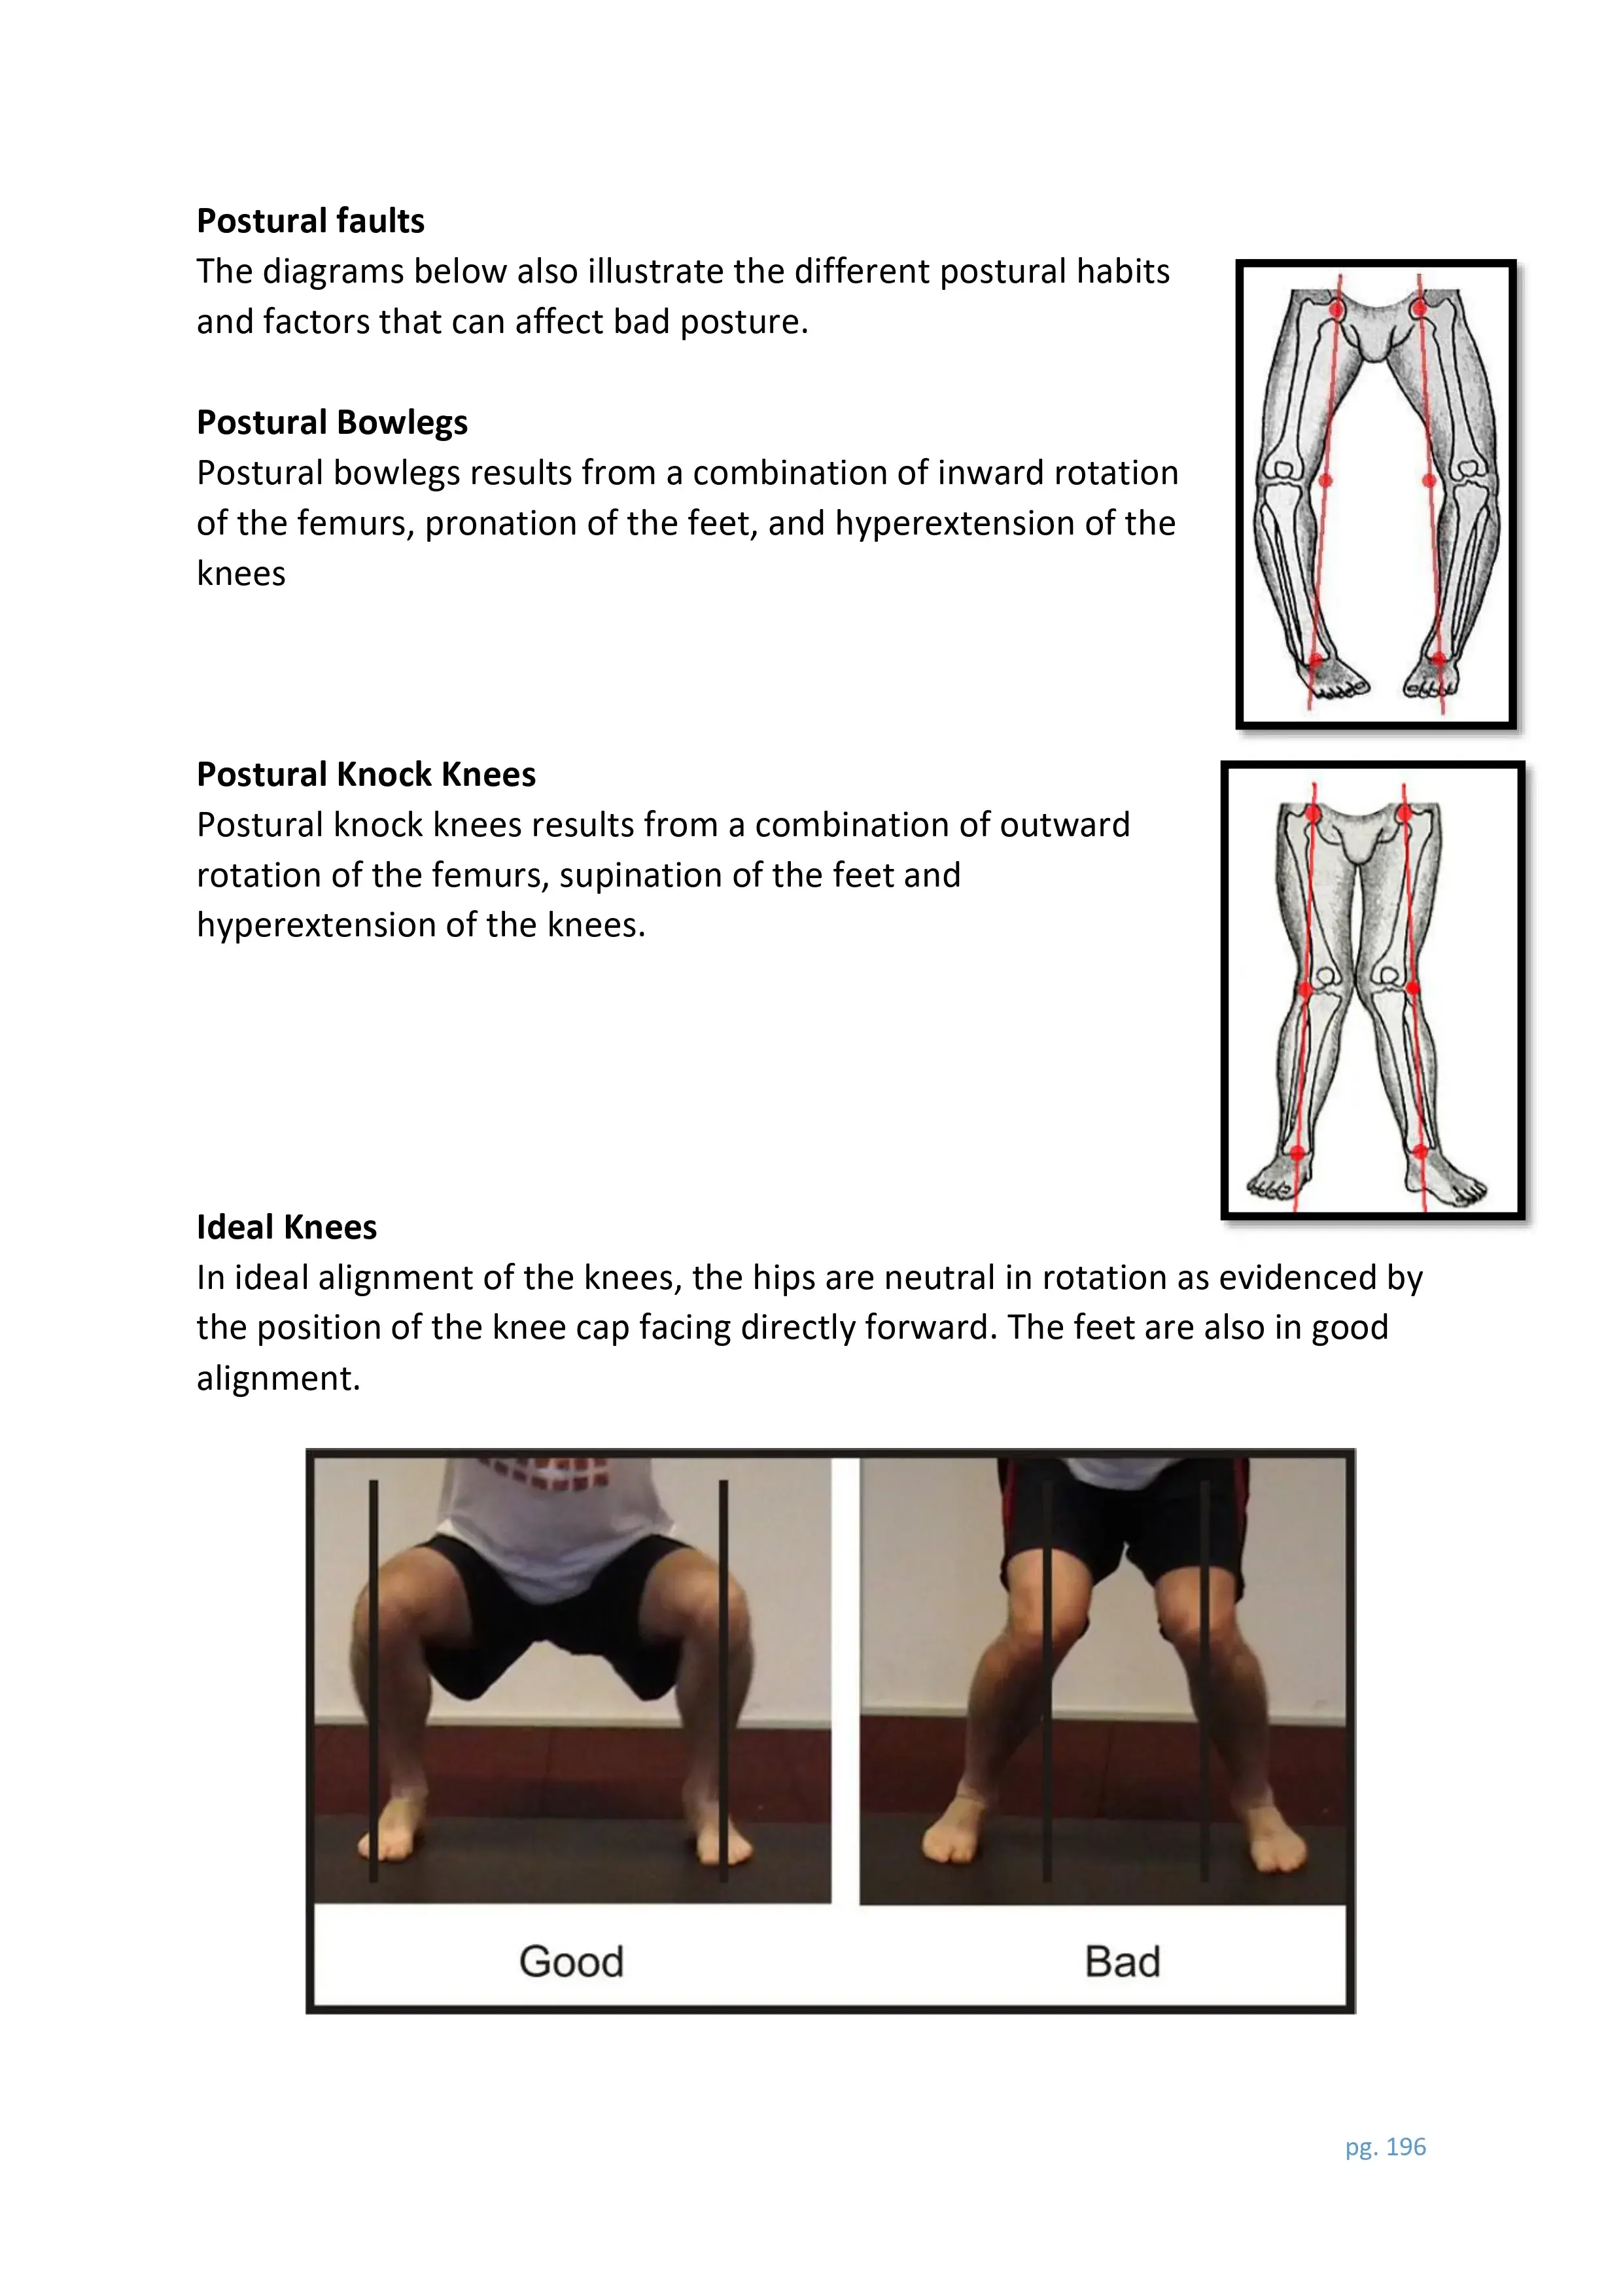 Postural faults
The diagrams below also illustrate the different postural habits
and factors that can affect bad posture.
Postural Bowlegs
Postural bowlegs results from a combination of inward rotation
of the femurs, pronation of the feet, and hyperextension of the
knees
Postural Knock Knees
Postural knock knees results from a combination of outward
rotation of the femurs, supination of the feet and
hyperextension of the knees.
Ideal Knees
In ideal alignment of the knees, the hips are neutral in rotation as evidenced by
the position of the knee cap facing directly forward. The feet are also in good
alignment.
Good
Bad
pg. 196